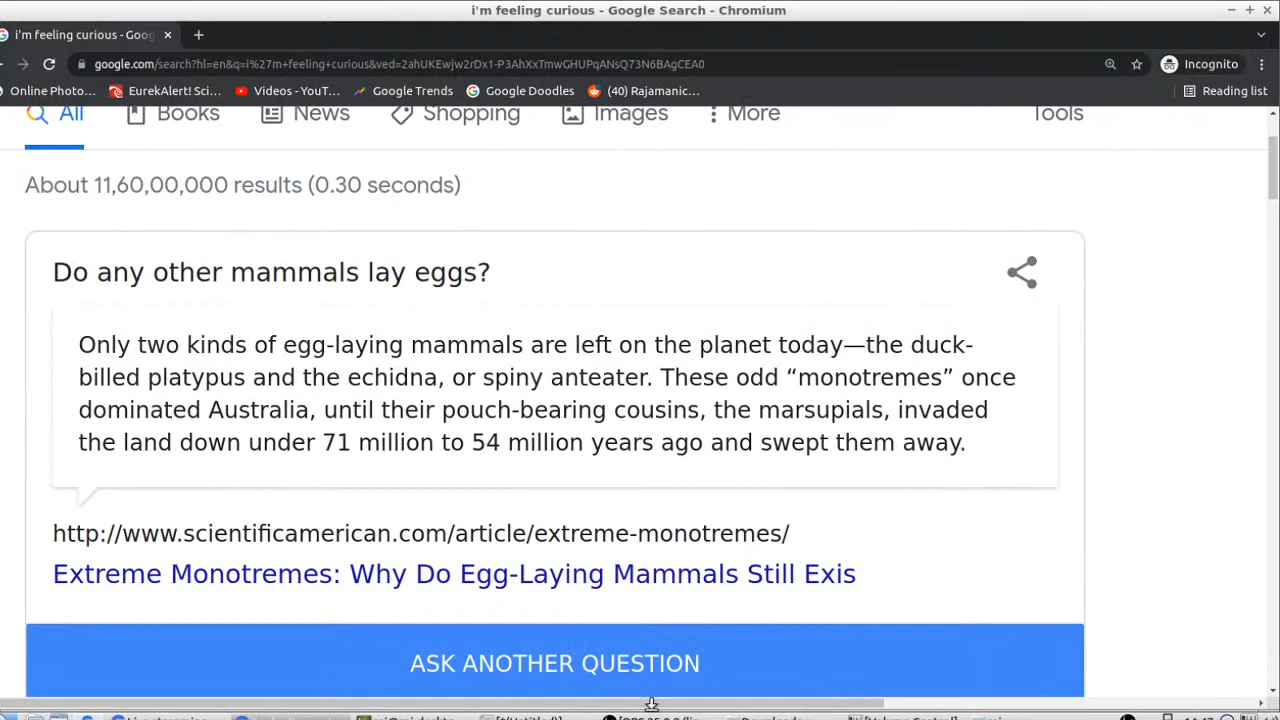 i'm feeling curious - Google Search - Chromium
i'm feeling curious - Goog
google.com/search?hl=en&q=i%27m+feeling+curious&ved=2ahUKEwjw2rDx1-P3AhXxTmwGHUPqANsQ73N6BAgCEA0
Incognito
Online Photo… EurekAlert! Sci… Videos - YouT… Google Trends Google Doodles (40) Rajamanic… Reading list
All Books News Shopping Images More Tools
About 11,60,00,000 results (0.30 seconds)
Do any other mammals lay eggs?
Only two kinds of egg-laying mammals are left on the planet today—the duck-
billed platypus and the echidna, or spiny anteater. These odd “monotremes” once
dominated Australia, until their pouch-bearing cousins, the marsupials, invaded
the land down under 71 million to 54 million years ago and swept them away.
http://www.scientificamerican.com/article/extreme-monotremes/
Extreme Monotremes: Why Do Egg-Laying Mammals Still Exis
ASK ANOTHER QUESTION